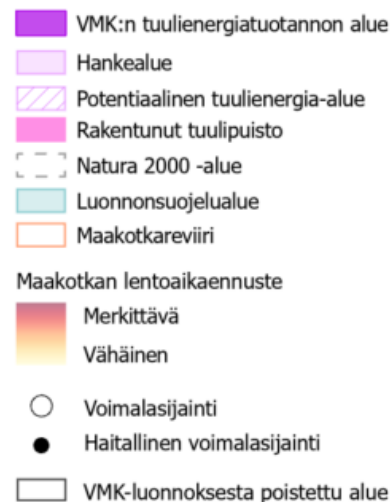 VMK:n tuulienergiatuotannon alue
Hankealue
Potentiaalinen tuulienergia-alue
Rakentunut tuulipuisto
Natura 2000 -alue
Luonnonsuojelualue
Maakotkareviiri
Maakotkan lentoaikaennuste
Merkittävä
Vähäinen
Voimalasijainti
Haitallinen voimalasijainti
VMK-luonnoksesta poistettu alue